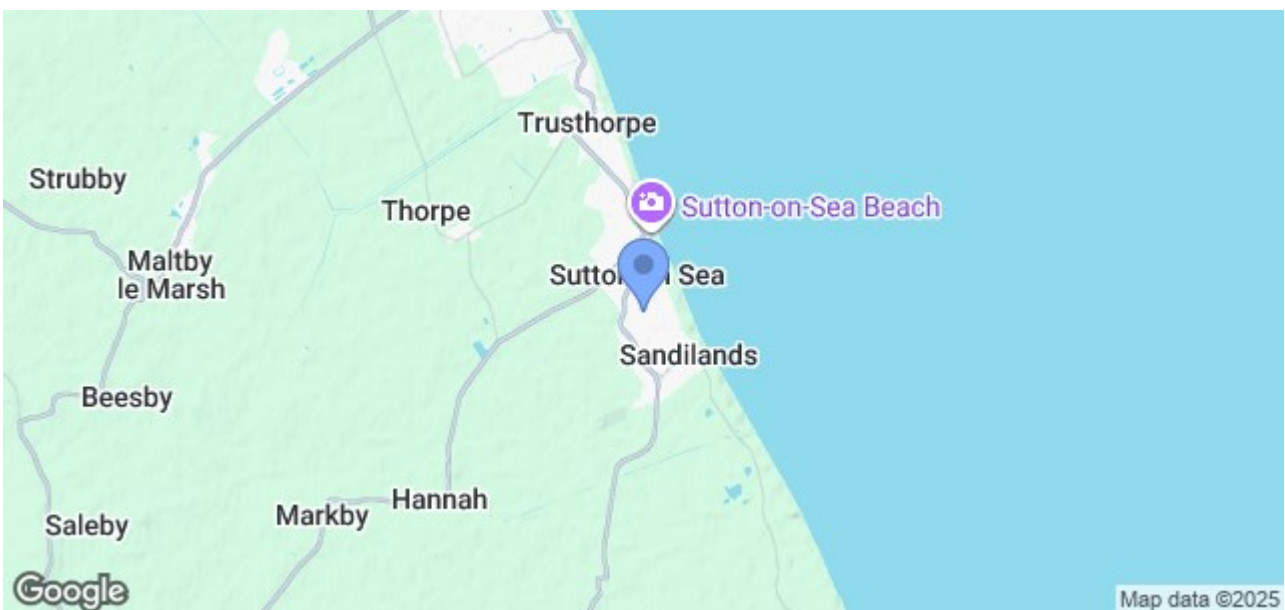 Trusthorpe
Strubby
Thorpe
Sutton-on-Sea Beach
Maltby
le Marsh
Sutton Sea
Sandilands
Beesby
Hannah
Markby
Saleby
Google
Map data ©2025